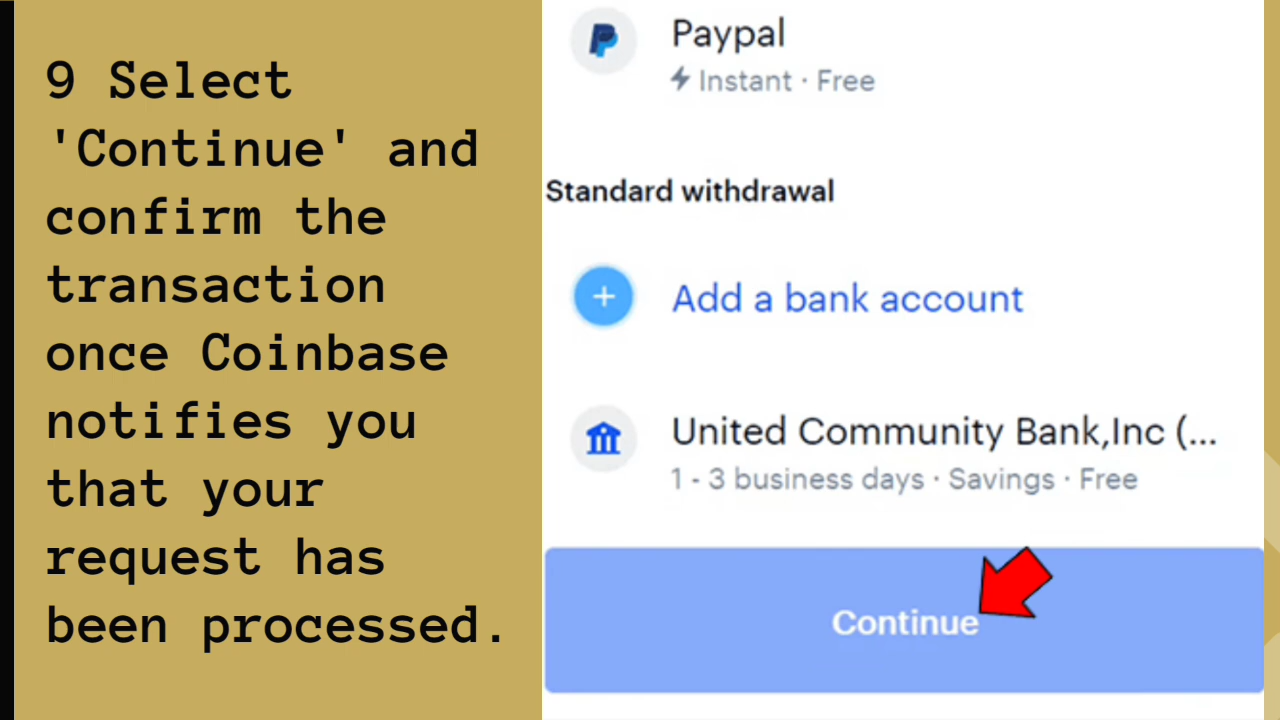 9 Select
'Continue' and
confirm the
transaction
once Coinbase
notifies you
that your
request has
been processed.
Paypal
Instant · Free
Standard withdrawal
Add a bank account
United Community Bank,Inc (...
1 - 3 business days · Savings · Free
Continue